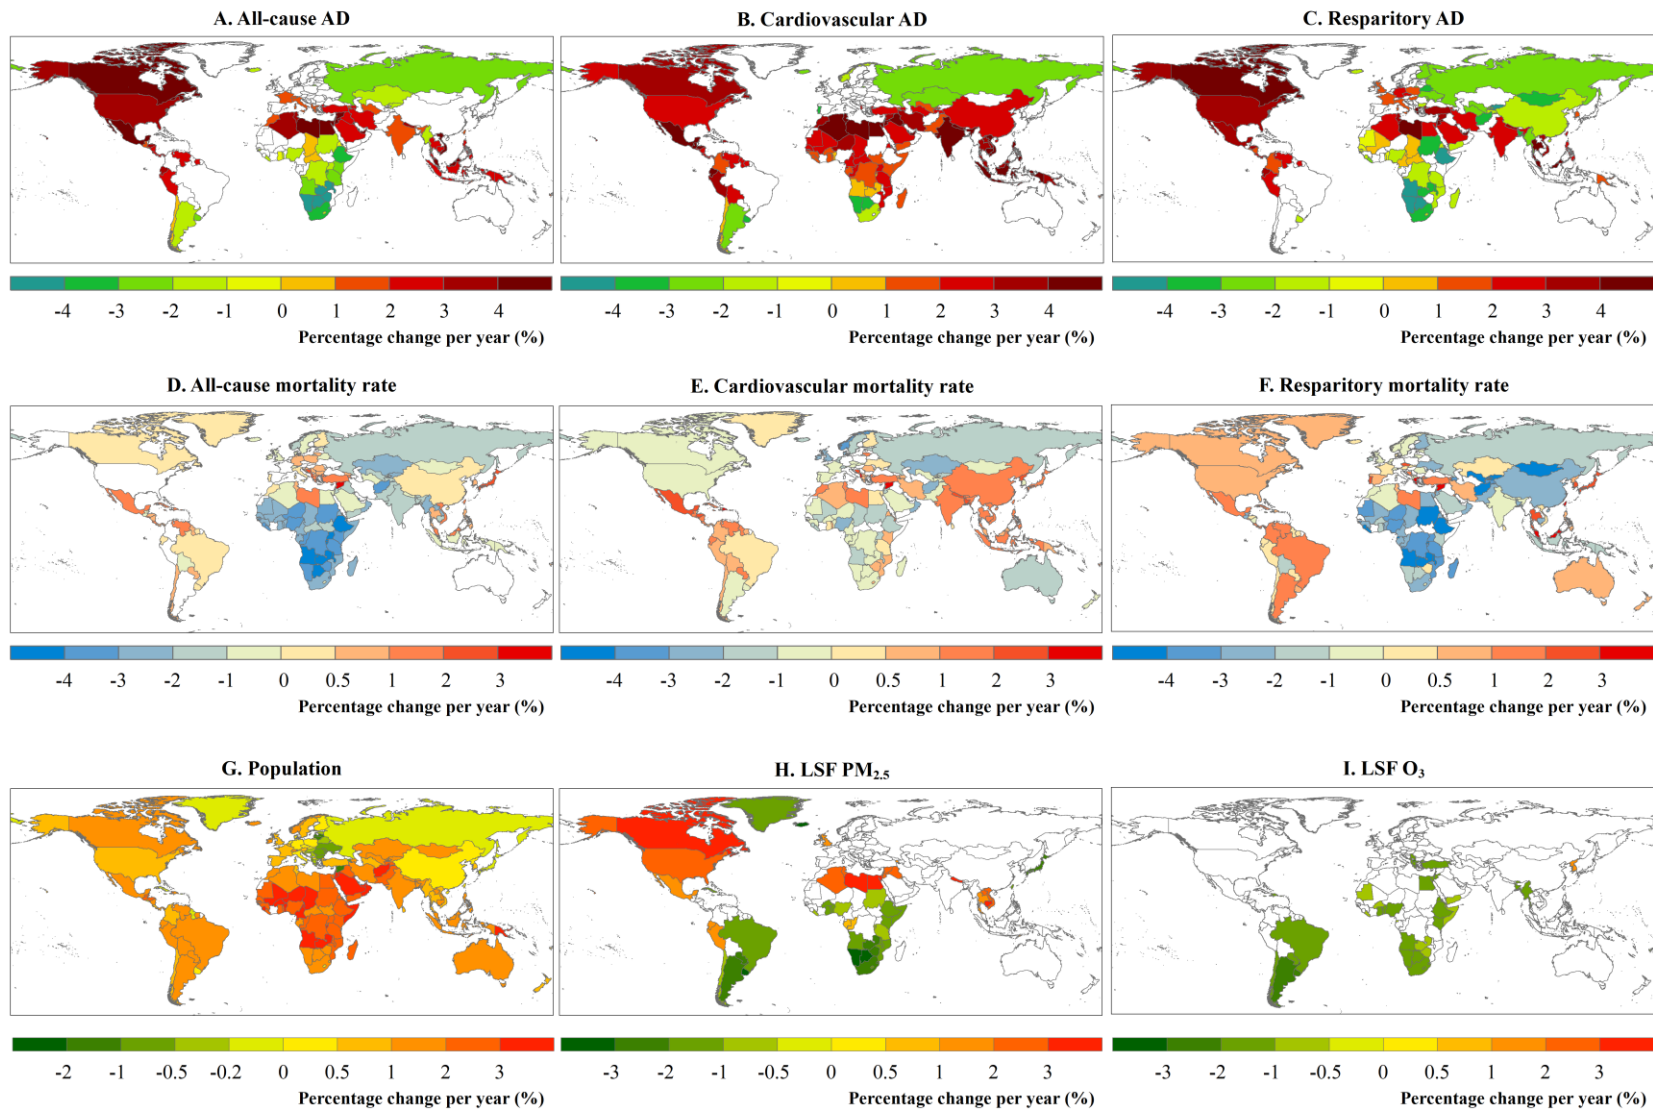 A. All-cause AD
B. Cardiovascular AD
C. Resparitory AD
-4 -3 -2 -1 0 1 2 3 4
-4 -3 -2 -1 0 1 2 3 4
-4 -3 -2 -1 0 1 2 3 4
Percentage change per year (%)
Percentage change per year (%)
Percentage change per year (%)
D. All-cause mortality rate
E. Cardiovascular mortality rate
F. Resparitory mortality rate
-4 -3 -2 -1 0 0.5 1 2 3
-4 -3 -2 -1 0 0.5 1 2 3
-4 -3 -2 -1 0 0.5 1 2 3
Percentage change per year (%)
Percentage change per year (%)
Percentage change per year (%)
G. Population
H. LSF PM₂.₅
I. LSF O₃
-2 -1 -0.5 -0.2 0 0.5 1 2 3
-3 -2 -1 -0.5 0 0.5 1 2 3
-3 -2 -1 -0.5 0 0.5 1 2 3
Percentage change per year (%)
Percentage change per year (%)
Percentage change per year (%)